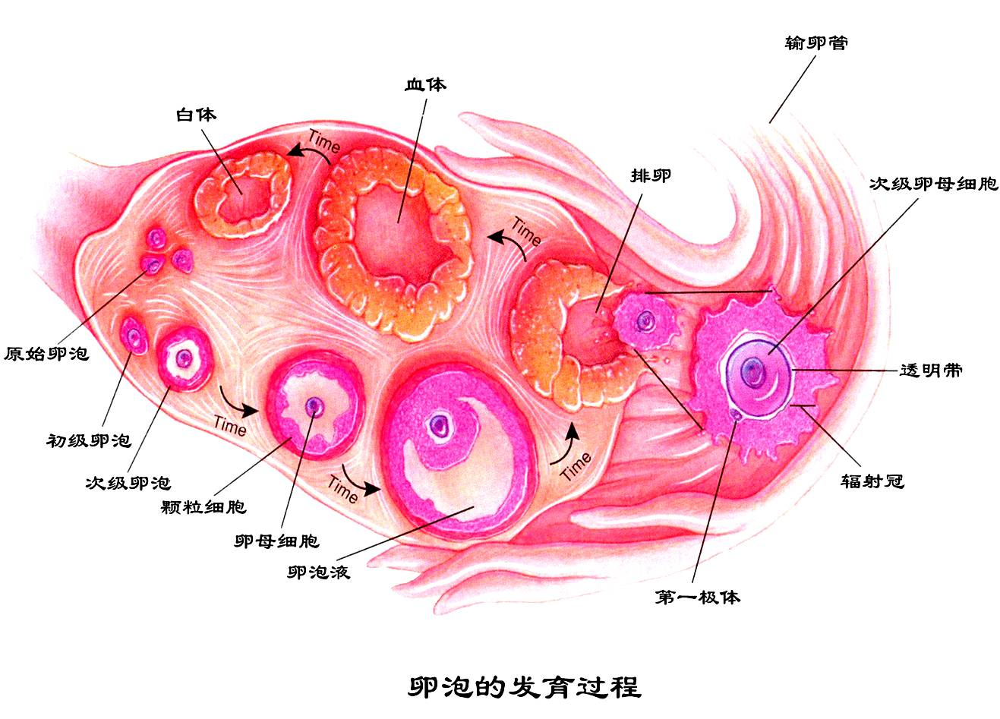 输卵管
血体
白体
Time
排卵
次级卵母细胞
Time
原始卵泡
透明带
Time
初级卵泡
Time
Time
次级卵泡
辐射冠
颗粒细胞
卵母细胞
卵泡液
第一极体
卵泡的发育过程